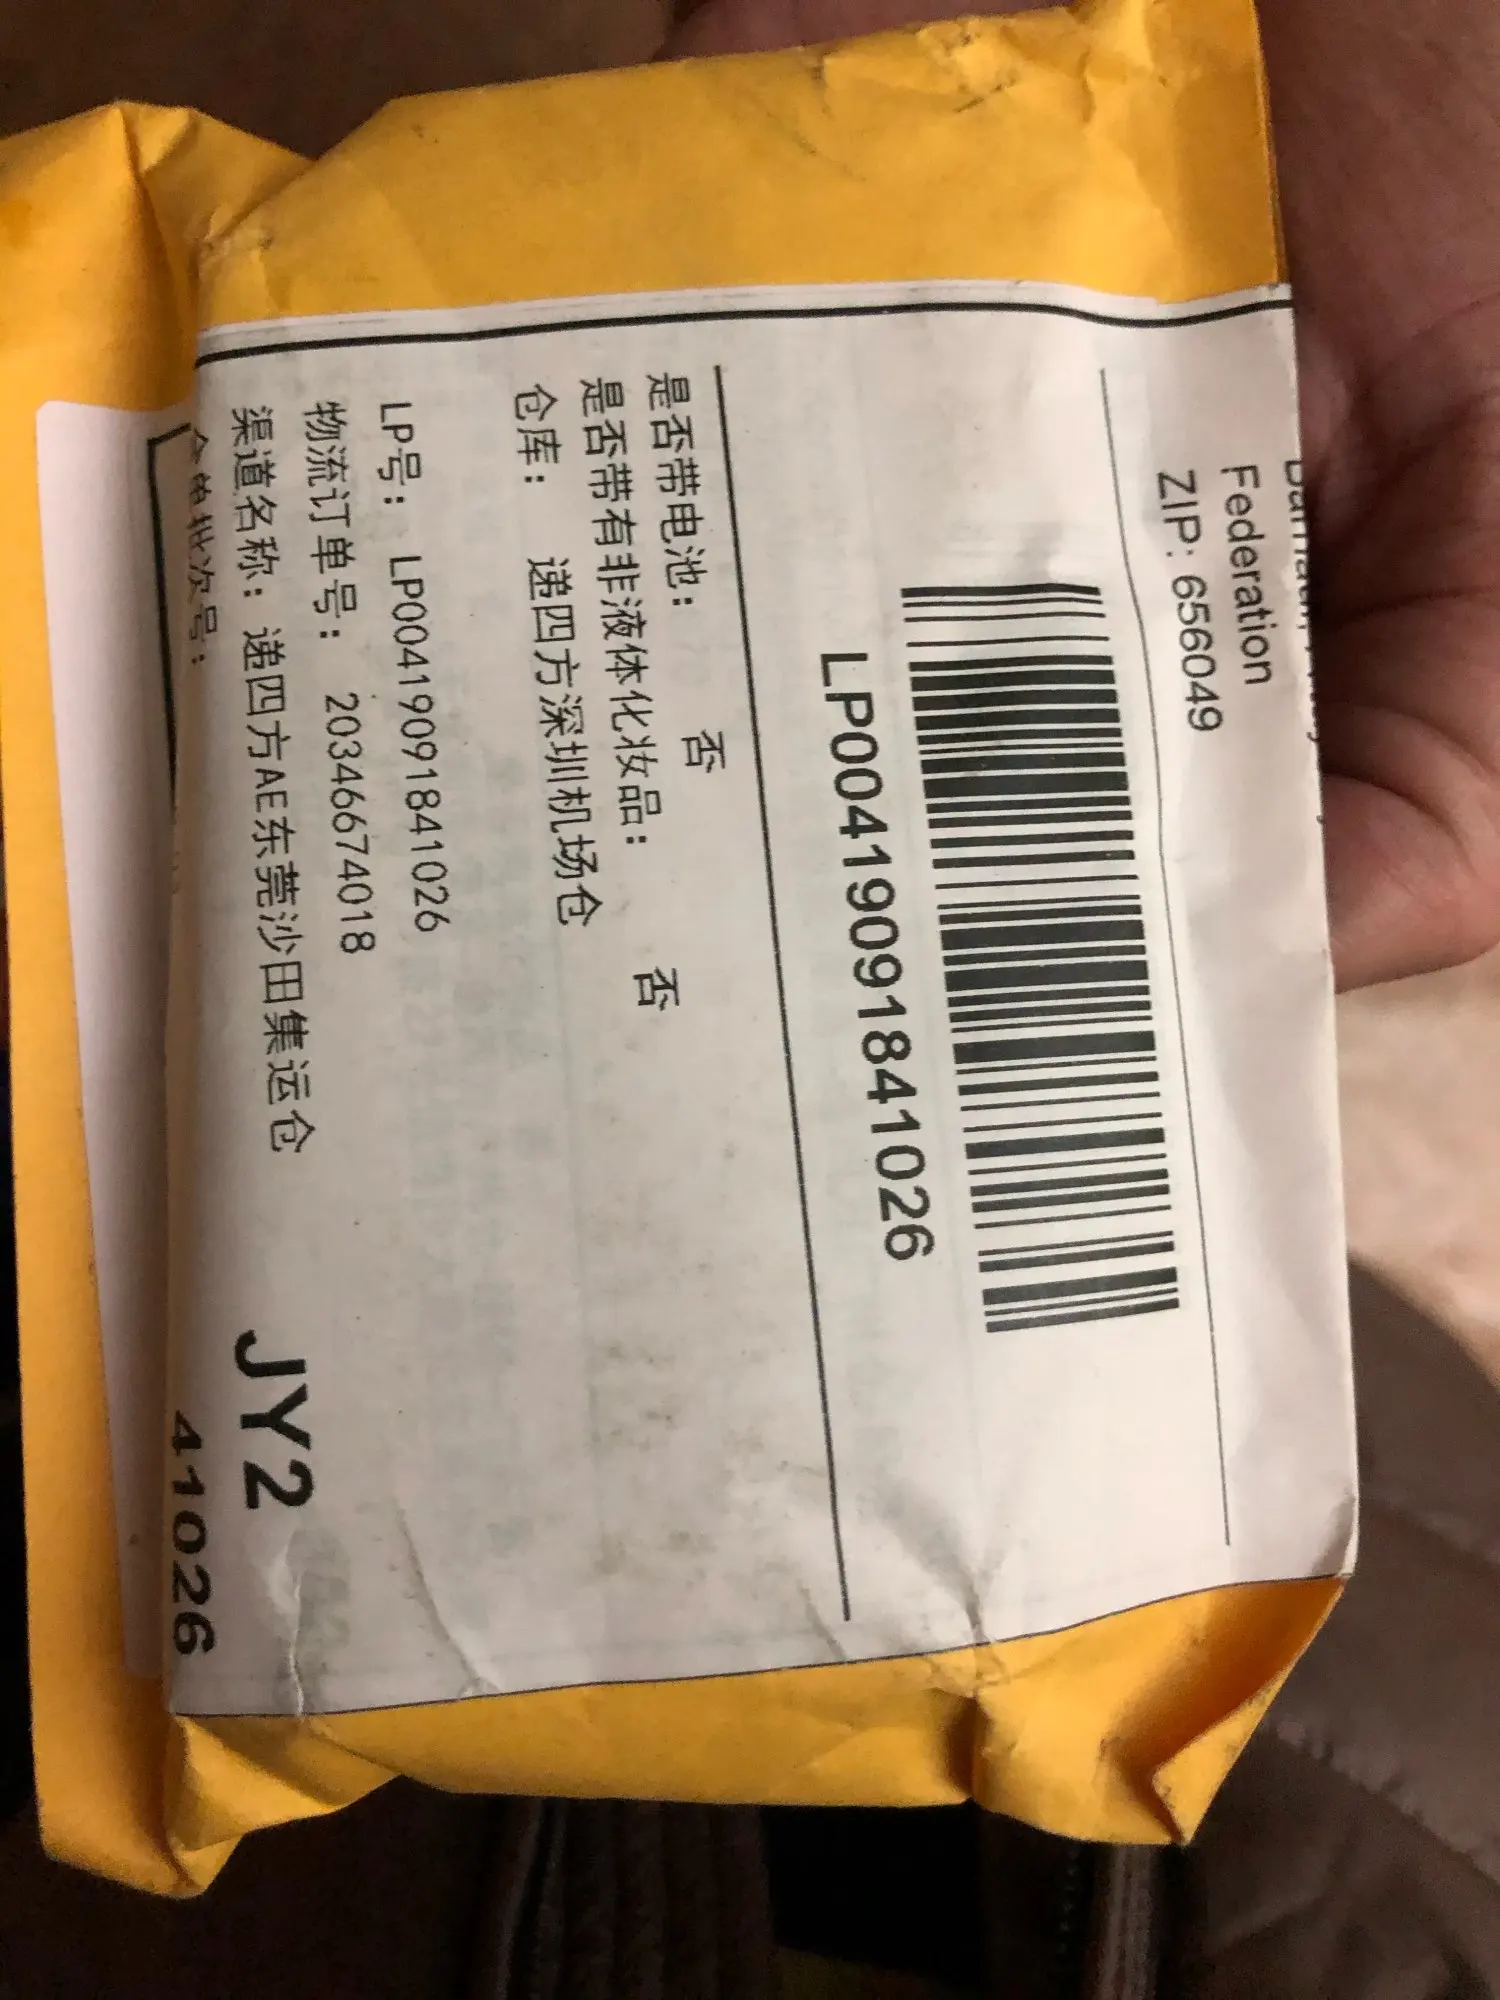 Federation
ZIP: 656049
LP00419091841026
是否带电池: 否
是否带有非液体化妆品: 否
仓库: 递四方深圳机场仓
LP号: LP00419091841026
物流订单号: 20346674018
渠道名称: 递四方AE东莞沙田集运仓
JY2
批次号:
41026